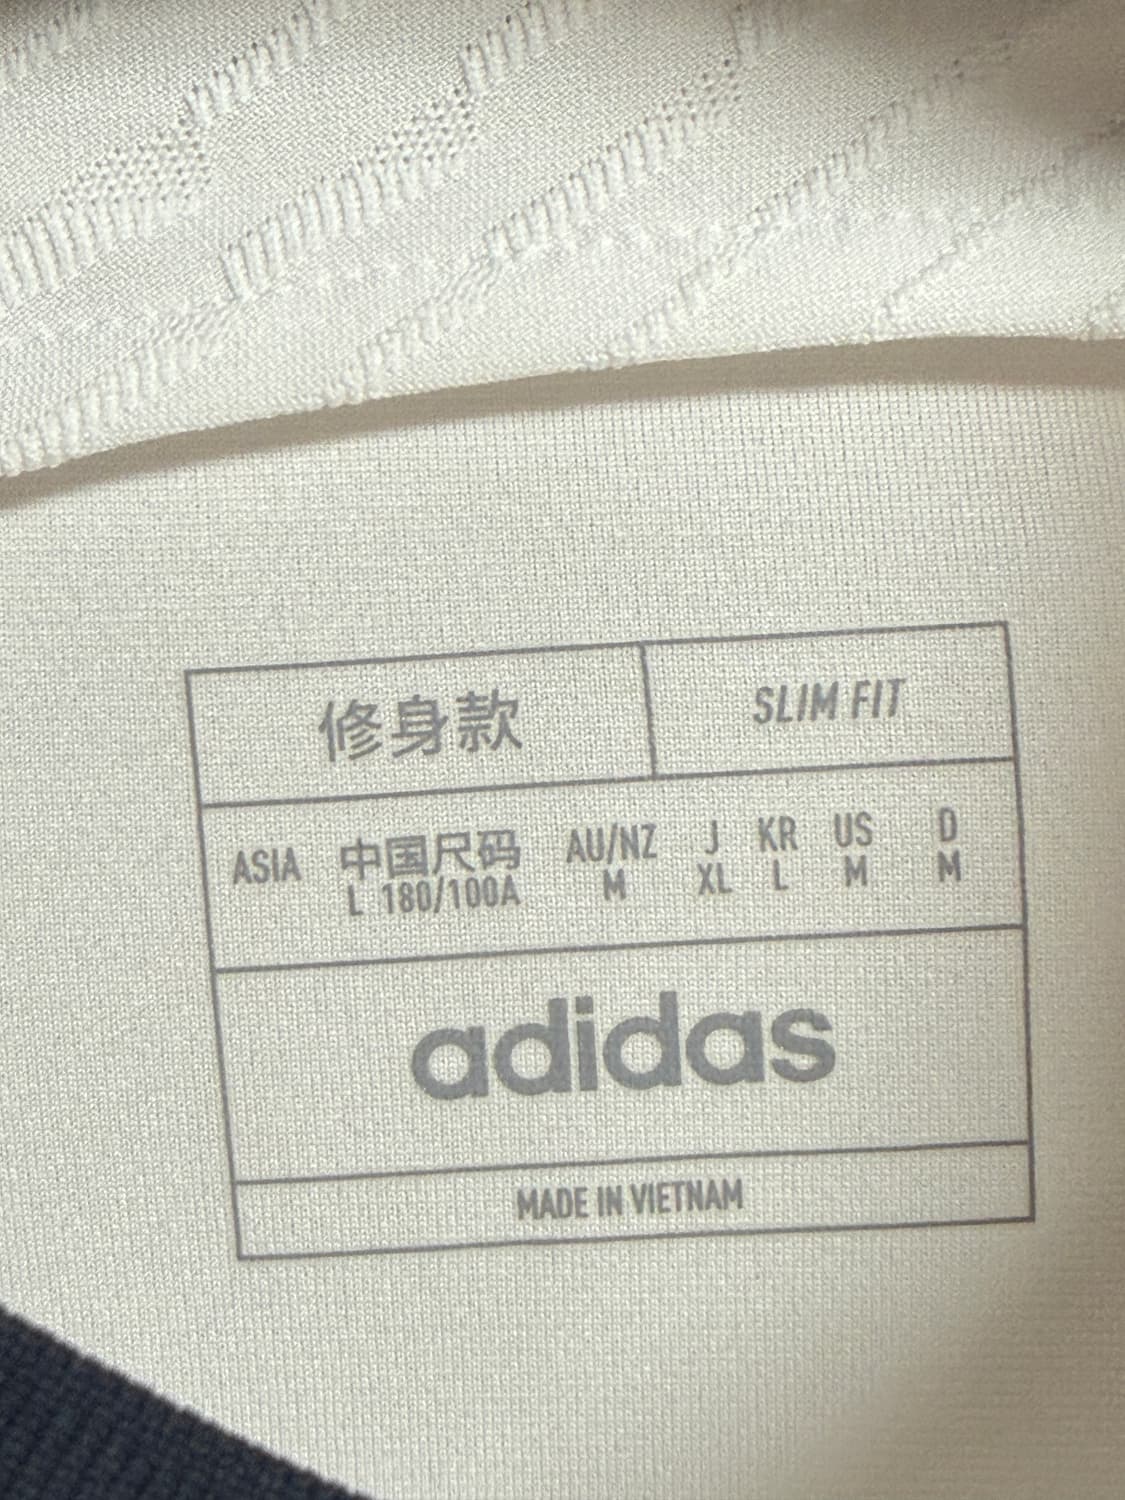 修身款 SLIM FIT
ASIA 中国尺码 AU/NZ J KR US D
L 180/100A M XL L M M
adidas
MADE IN VIETNAM